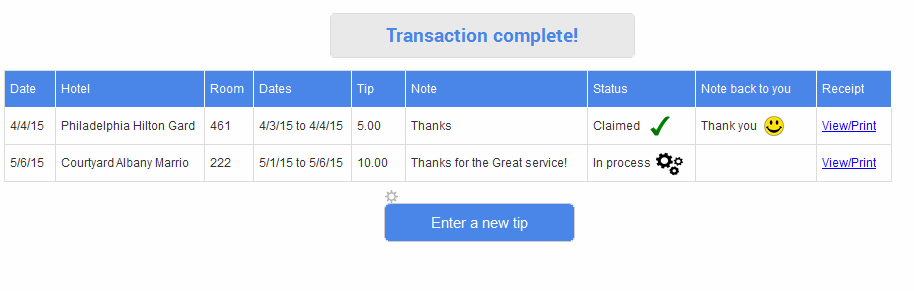 Transaction complete!
Date Hotel Room Dates Tip Note Status Note back to you Receipt
4/4/15 Philadelphia Hilton Gard 461 4/3/15 to 4/4/15 5.00 Thanks Claimed Thank you View/Print
5/6/15 Courtyard Albany Marrio 222 5/1/15 to 5/6/15 10.00 Thanks for the Great service! In process View/Print
Enter a new tip